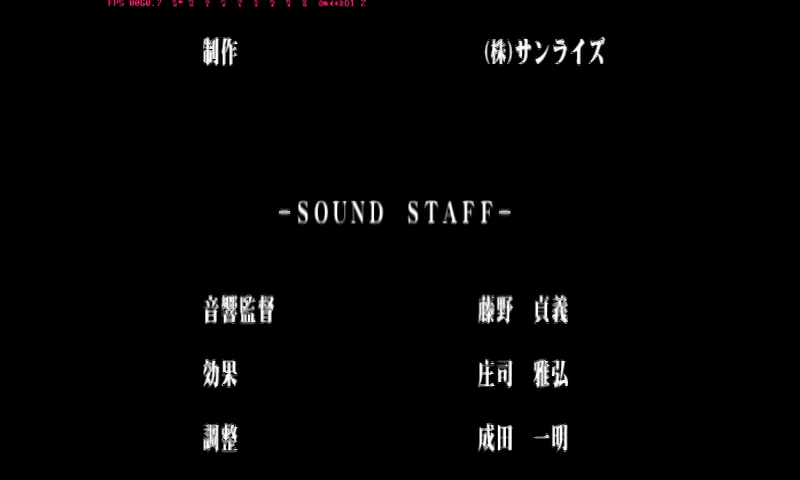 制作 (株)サンライズ
-SOUND STAFF-
音響監督 藤野 貞義
効果 庄司 雅弘
調整 成田 一明